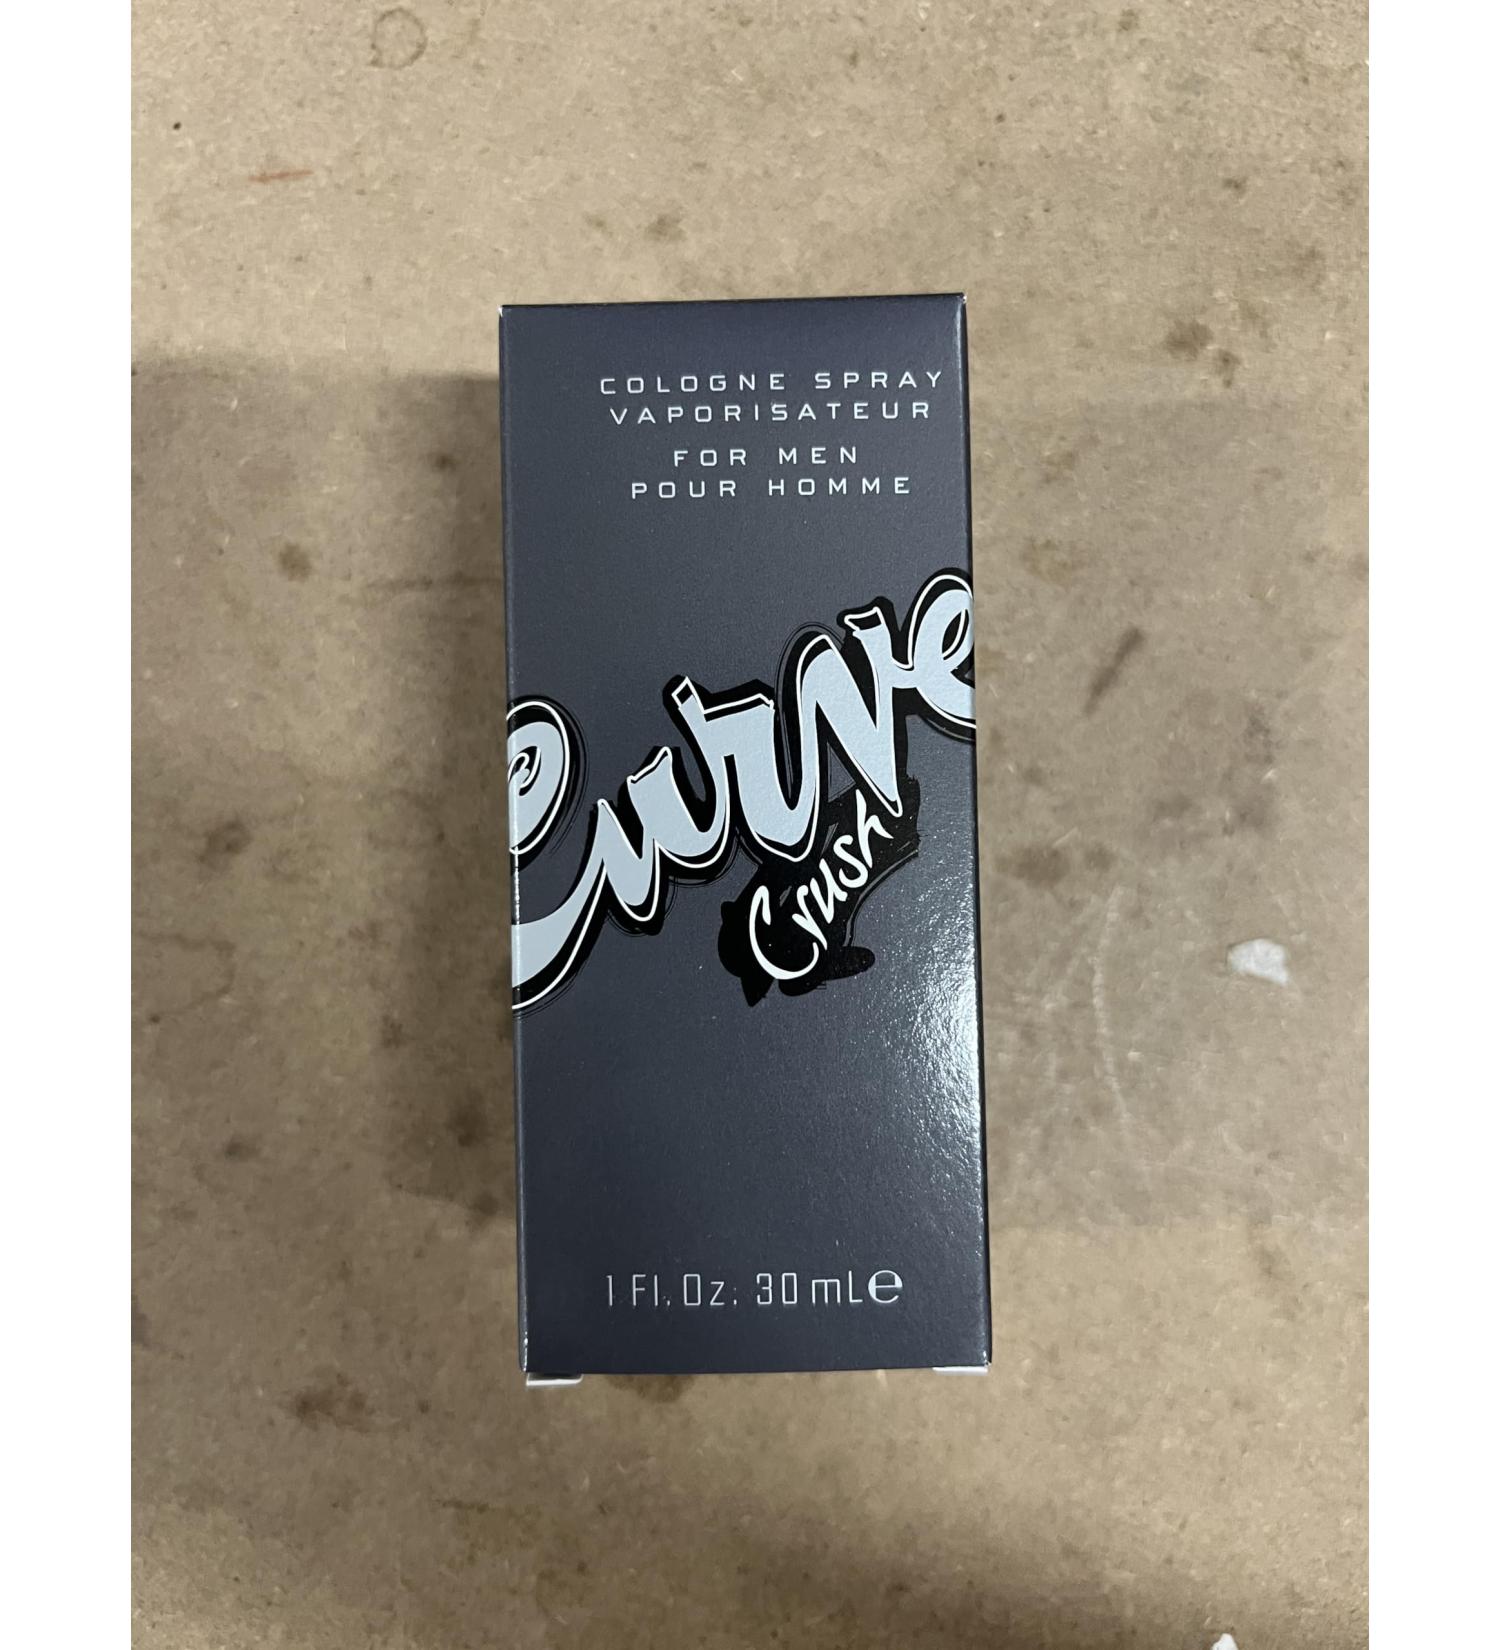 COLOGNE SPRAY
VAPORISATEUR
FOR MEN
POUR HOMME
Curve
Crush
1 Fl. Oz. 30 mL℮